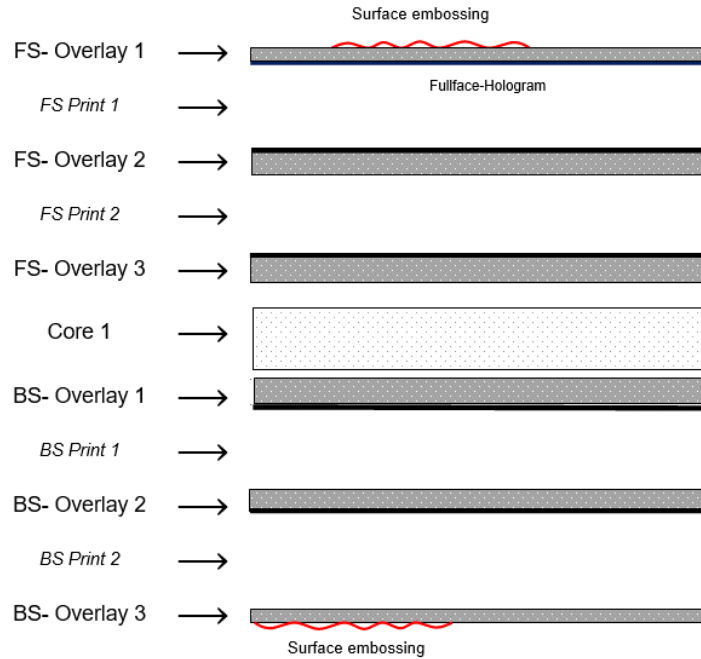 Surface embossing
FS- Overlay 1
Fullface-Hologram
FS Print 1
FS- Overlay 2
FS Print 2
FS- Overlay 3
Core 1
BS- Overlay 1
BS Print 1
BS- Overlay 2
BS Print 2
BS- Overlay 3
Surface embossing